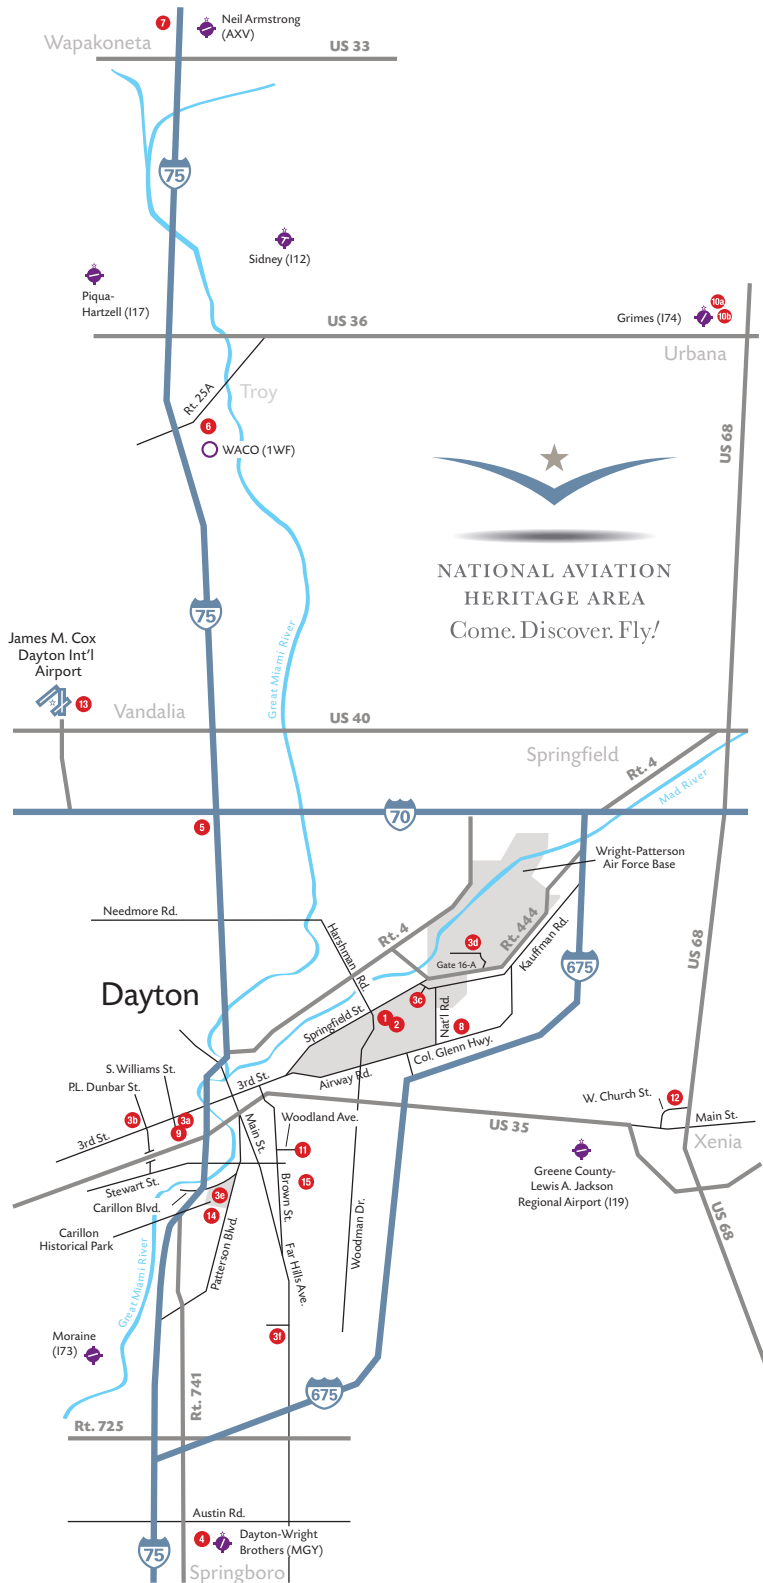 7
Neil Armstrong
(AXV)
Wapakoneta
US 33
75
Sidney (I12)
Piqua-
Hartzell (I17)
10a
10b
Grimes (I74)
US 36
Urbana
Rt. 25A
Troy
6
WACO (1WF)
US 68
NATIONAL AVIATION
HERITAGE AREA
Come. Discover. Fly!
75
James M. Cox
Dayton Int'l
Airport
13
Great Miami River
Vandalia
US 40
Springfield
Rt. 4
Mad River
70
5
Wright-Patterson
Air Force Base
Needmore Rd.
Harshman Rd.
Rt. 4
Rt. 444
Kauffman Rd.
US 68
3d
Gate 16-A
675
Dayton
3c
Springfield St.
1
2
Nat'l Rd.
8
Col. Glenn Hwy.
S. Williams St.
P.L. Dunbar St.
3rd St.
Airway Rd.
W. Church St.
12
Main St.
3b
3a
9
3rd St.
Main St.
Woodland Ave.
US 35
Xenia
11
15
Stewart St.
Brown St.
Greene County-
Lewis A. Jackson
Regional Airport (I19)
Carillon Blvd.
3e
14
Carillon
Historical Park
Patterson Blvd.
Far Hills Ave.
Woodman Dr.
US 68
Great Miami River
3f
Moraine
(I73)
Rt. 741
675
Rt. 725
Austin Rd.
4
Dayton-Wright
Brothers (MGY)
75
Springboro